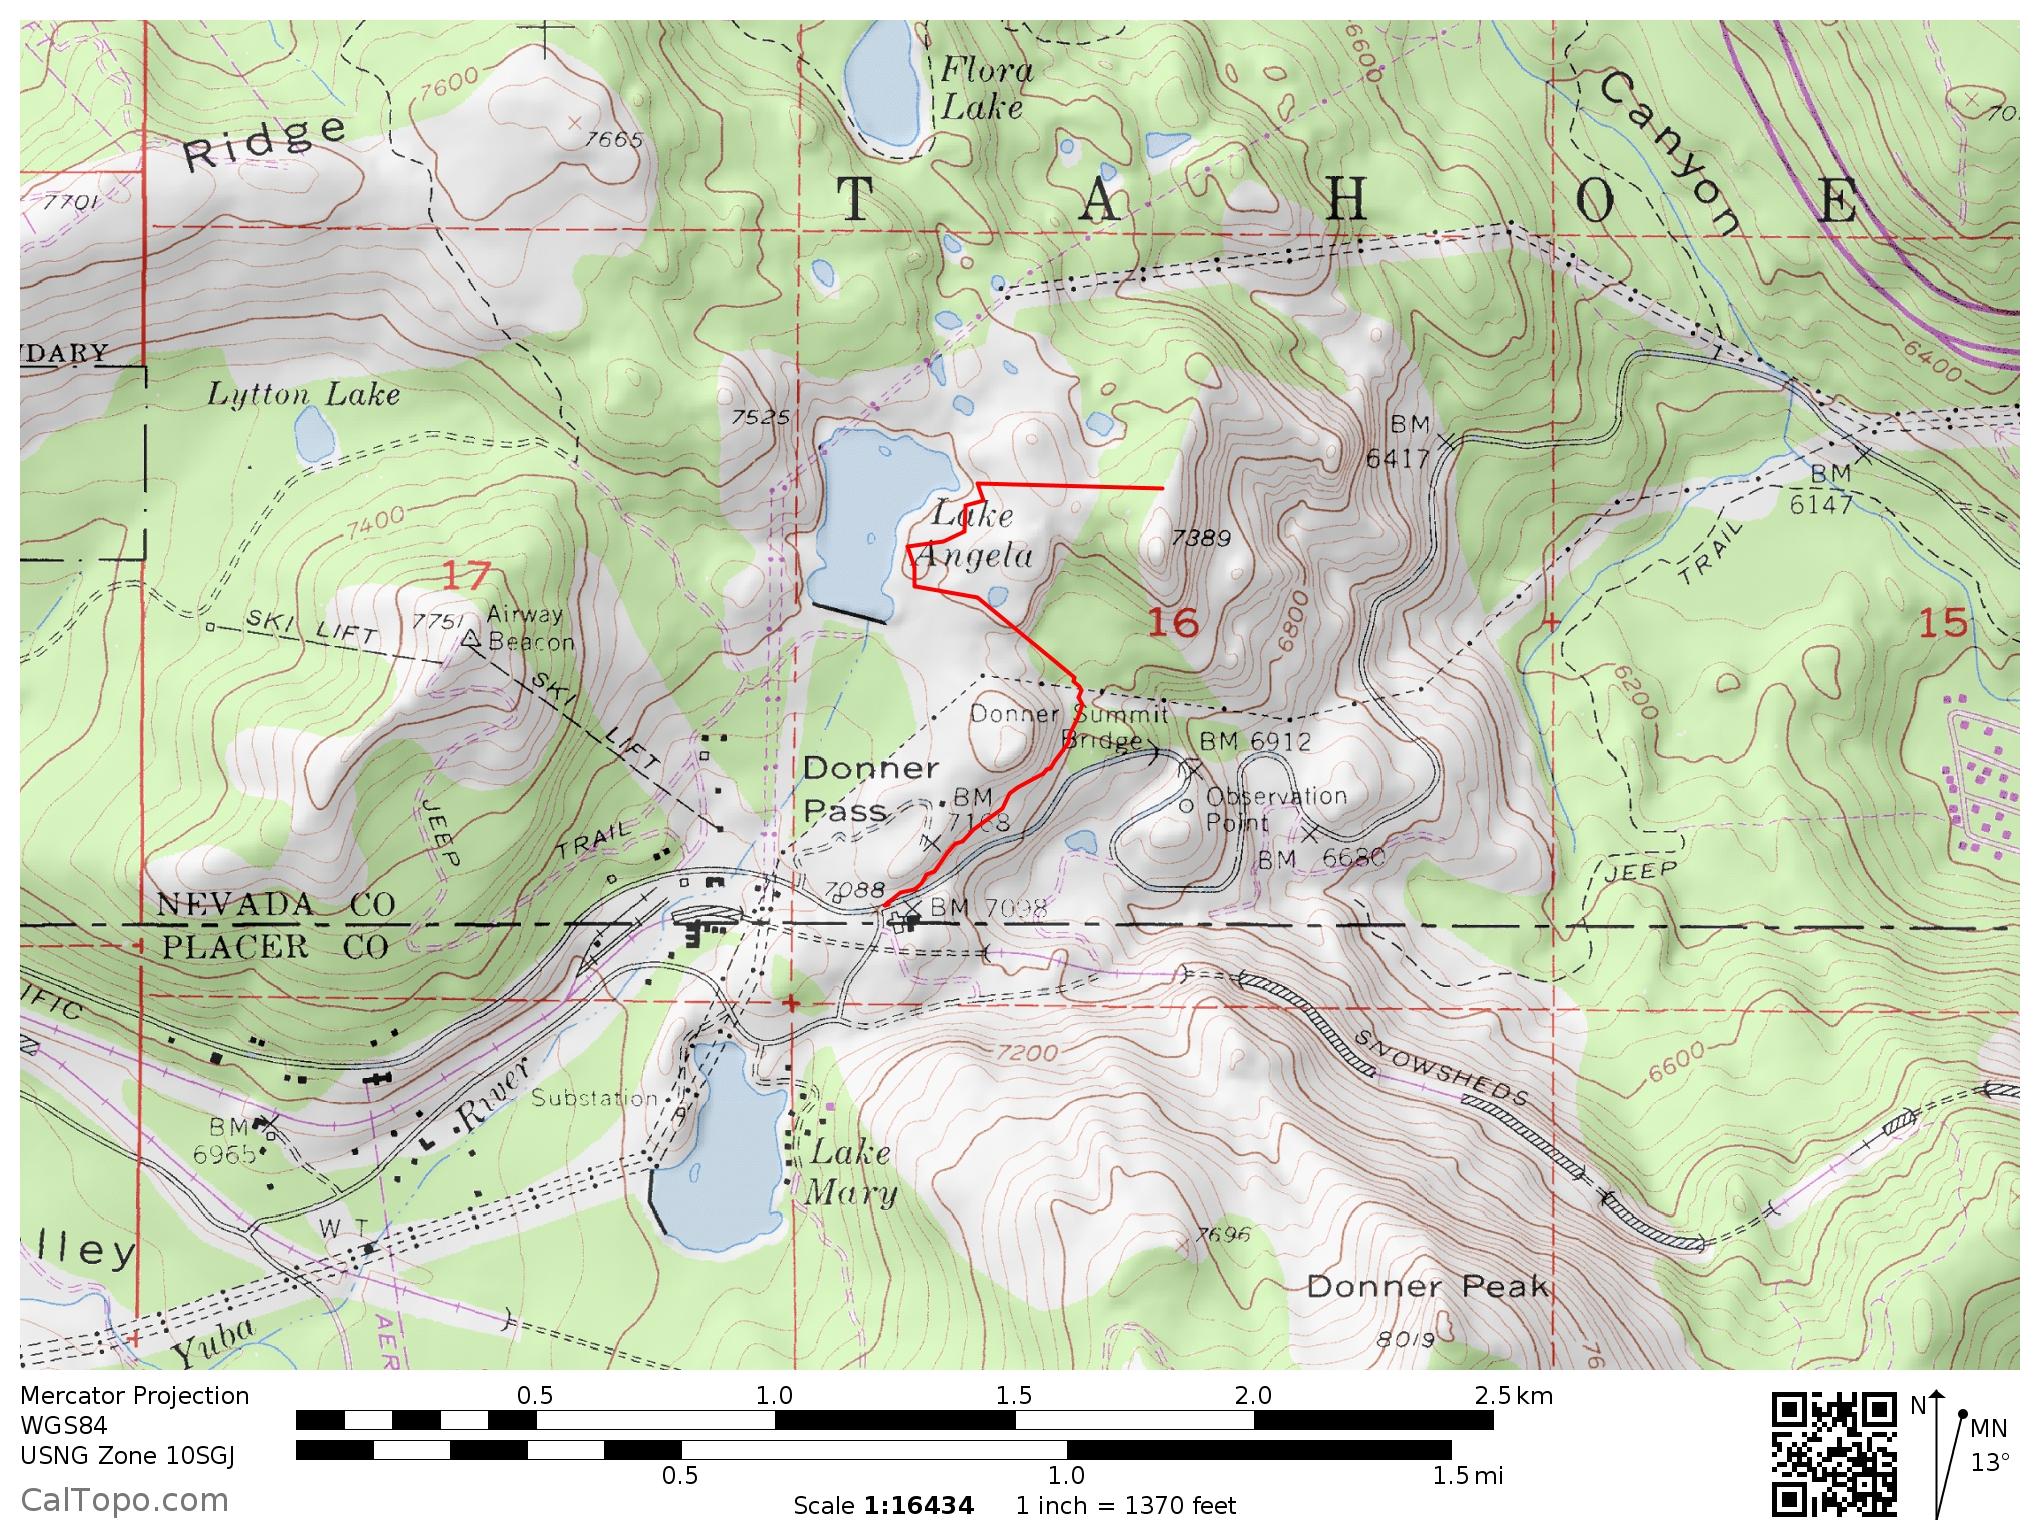 Flora
Lake
Canyon
6600
7600
7665
Ridge
7701
T A H O E
NDARY
Lytton Lake
7525
BM
6417
6400
7400
Lake
Angela
7389
BM
6147
TRAIL
17
SKI LIFT
7751
Airway
Beacon
16
6800
15
SKI LIFT
6200
Donner Summit
Bridge
BM 6912
Donner
Pass
BM
7168
Observation
Point
BM 6680
JEEP
TRAIL
JEEP
7088
BM 7098
NEVADA CO
PLACER CO
IFIC
7200
SNOWSHEDS
6600
River
Substation
BM
6965
Lake
Mary
W T
lley
7696
Donner Peak
8019
76
Yuba
AER
Mercator Projection
WGS84
USNG Zone 10SGJ
CalTopo.com
0.5 1.0 1.5 2.0 2.5 km
0.5 1.0 1.5 mi
Scale 1:16434 1 inch = 1370 feet
N
MN
13°